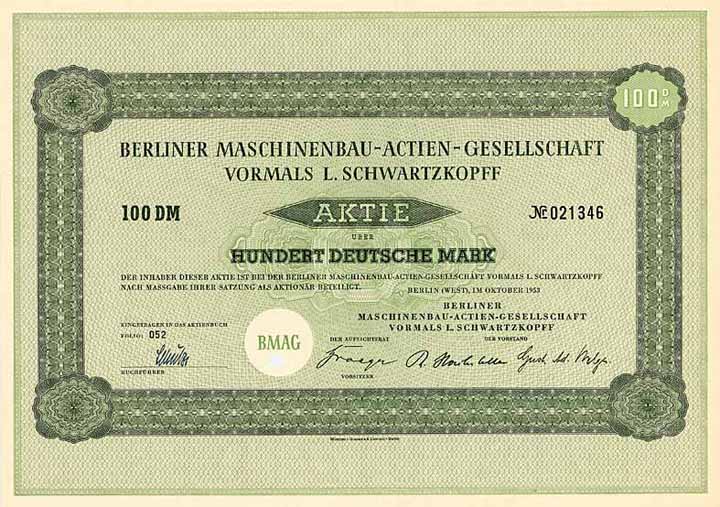 100 DM
BERLINER MASCHINENBAU-ACTIEN-GESELLSCHAFT
VORMALS L. SCHWARTZKOPFF
100 DM AKTIE № 021346
ÜBER
HUNDERT DEUTSCHE MARK
DER INHABER DIESER AKTIE IST BEI DER BERLINER MASCHINENBAU-ACTIEN-GESELLSCHAFT VORMALS L. SCHWARTZKOPFF
NACH MASSGABE IHRER SATZUNG ALS AKTIONÄR BETEILIGT. BERLIN (WEST), IM OKTOBER 1953
BERLINER
MASCHINENBAU-ACTIEN-GESELLSCHAFT
VORMALS L. SCHWARTZKOPFF
EINGETRAGEN IN DAS AKTIENBUCH
FOLIO: 052
BMAG
DER AUFSICHTSRAT DER VORSTAND
BUCHFÜHRER
VORSITZER